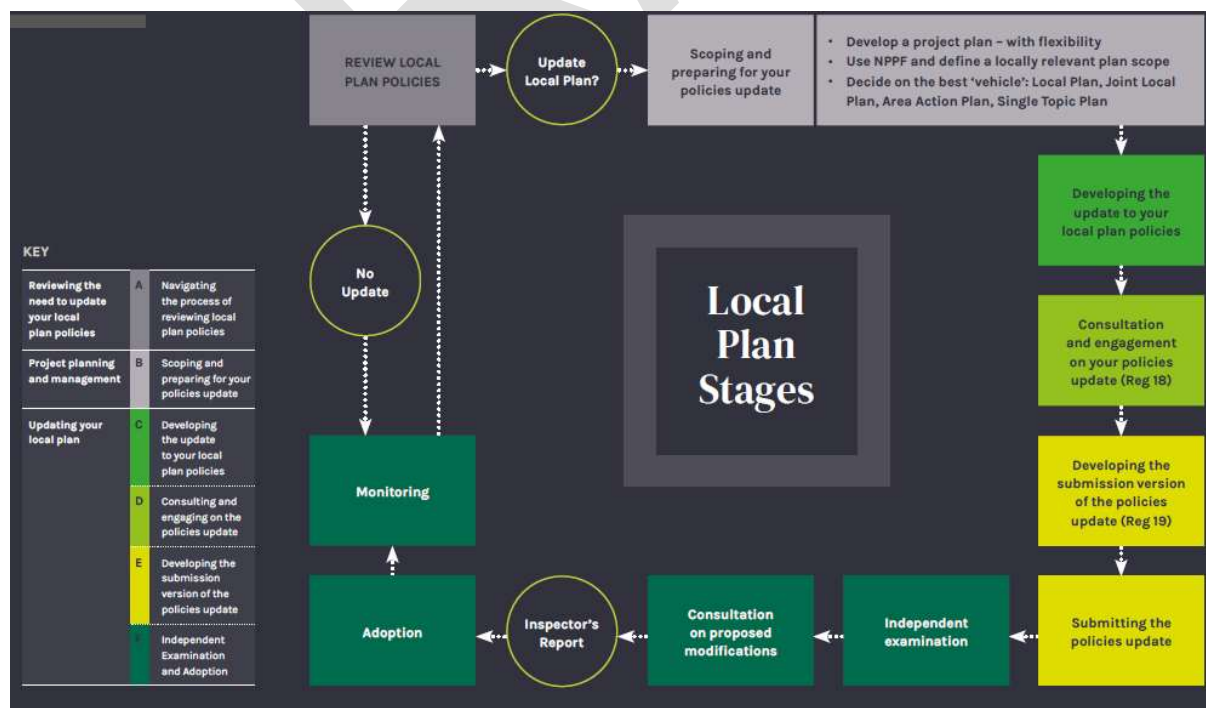 REVIEW LOCAL
PLAN POLICIES
Update
Local Plan?
Scoping and
preparing for your
policies update
• Develop a project plan – with flexibility
• Use NPPF and define a locally relevant plan scope
• Decide on the best ‘vehicle’: Local Plan, Joint Local
Plan, Area Action Plan, Single Topic Plan
Developing the
update to your
local plan policies
Consultation
and engagement
on your policies
update (Reg 18)
Developing the
submission version
of the policies
update (Reg 19)
Submitting the
policies update
Independent
examination
Consultation
on proposed
modifications
Inspector’s
Report
Adoption
Monitoring
No
Update
Local
Plan
Stages
KEY
Reviewing the
need to update
your local
plan policies
A
Navigating
the process of
reviewing local
plan policies
Project planning
and management
B
Scoping and
preparing for your
policies update
Updating your
local plan
C
Developing
the update
to your local
plan policies
D
Consulting and
engaging on the
policies update
E
Developing the
submission
version of the
policies update
F
Independent
Examination
and Adoption